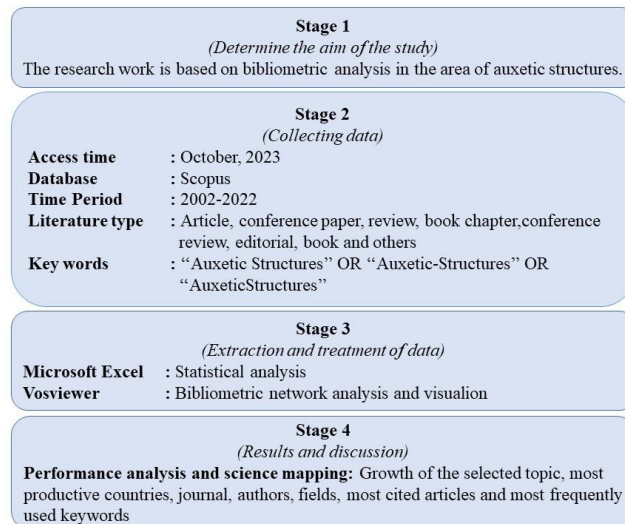 Stage 1
(Determine the aim of the study)
The research work is based on bibliometric analysis in the area of auxetic structures.
Stage 2
(Collecting data)
Access time : October, 2023
Database : Scopus
Time Period : 2002-2022
Literature type : Article, conference paper, review, book chapter,conference
review, editorial, book and others
Key words : “Auxetic Structures” OR “Auxetic-Structures” OR
“AuxeticStructures”
Stage 3
(Extraction and treatment of data)
Microsoft Excel : Statistical analysis
Vosviewer : Bibliometric network analysis and visualion
Stage 4
(Results and discussion)
Performance analysis and science mapping: Growth of the selected topic, most
productive countries, journal, authors, fields, most cited articles and most frequently
used keywords